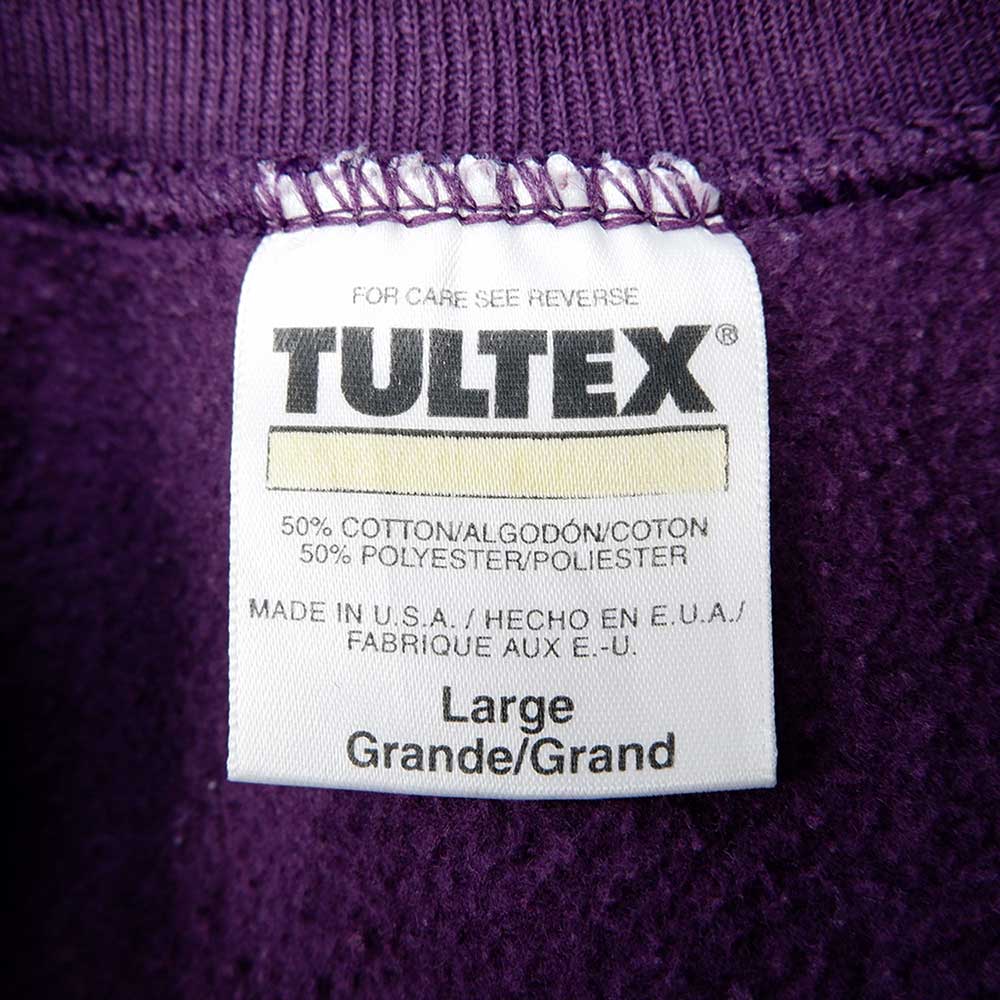 FOR CARE SEE REVERSE
TULTEX®
50% COTTON/ALGODÓN/COTON
50% POLYESTER/POLIESTER
MADE IN U.S.A. / HECHO EN E.U.A./
FABRIQUE AUX E.-U.
Large
Grande/Grand